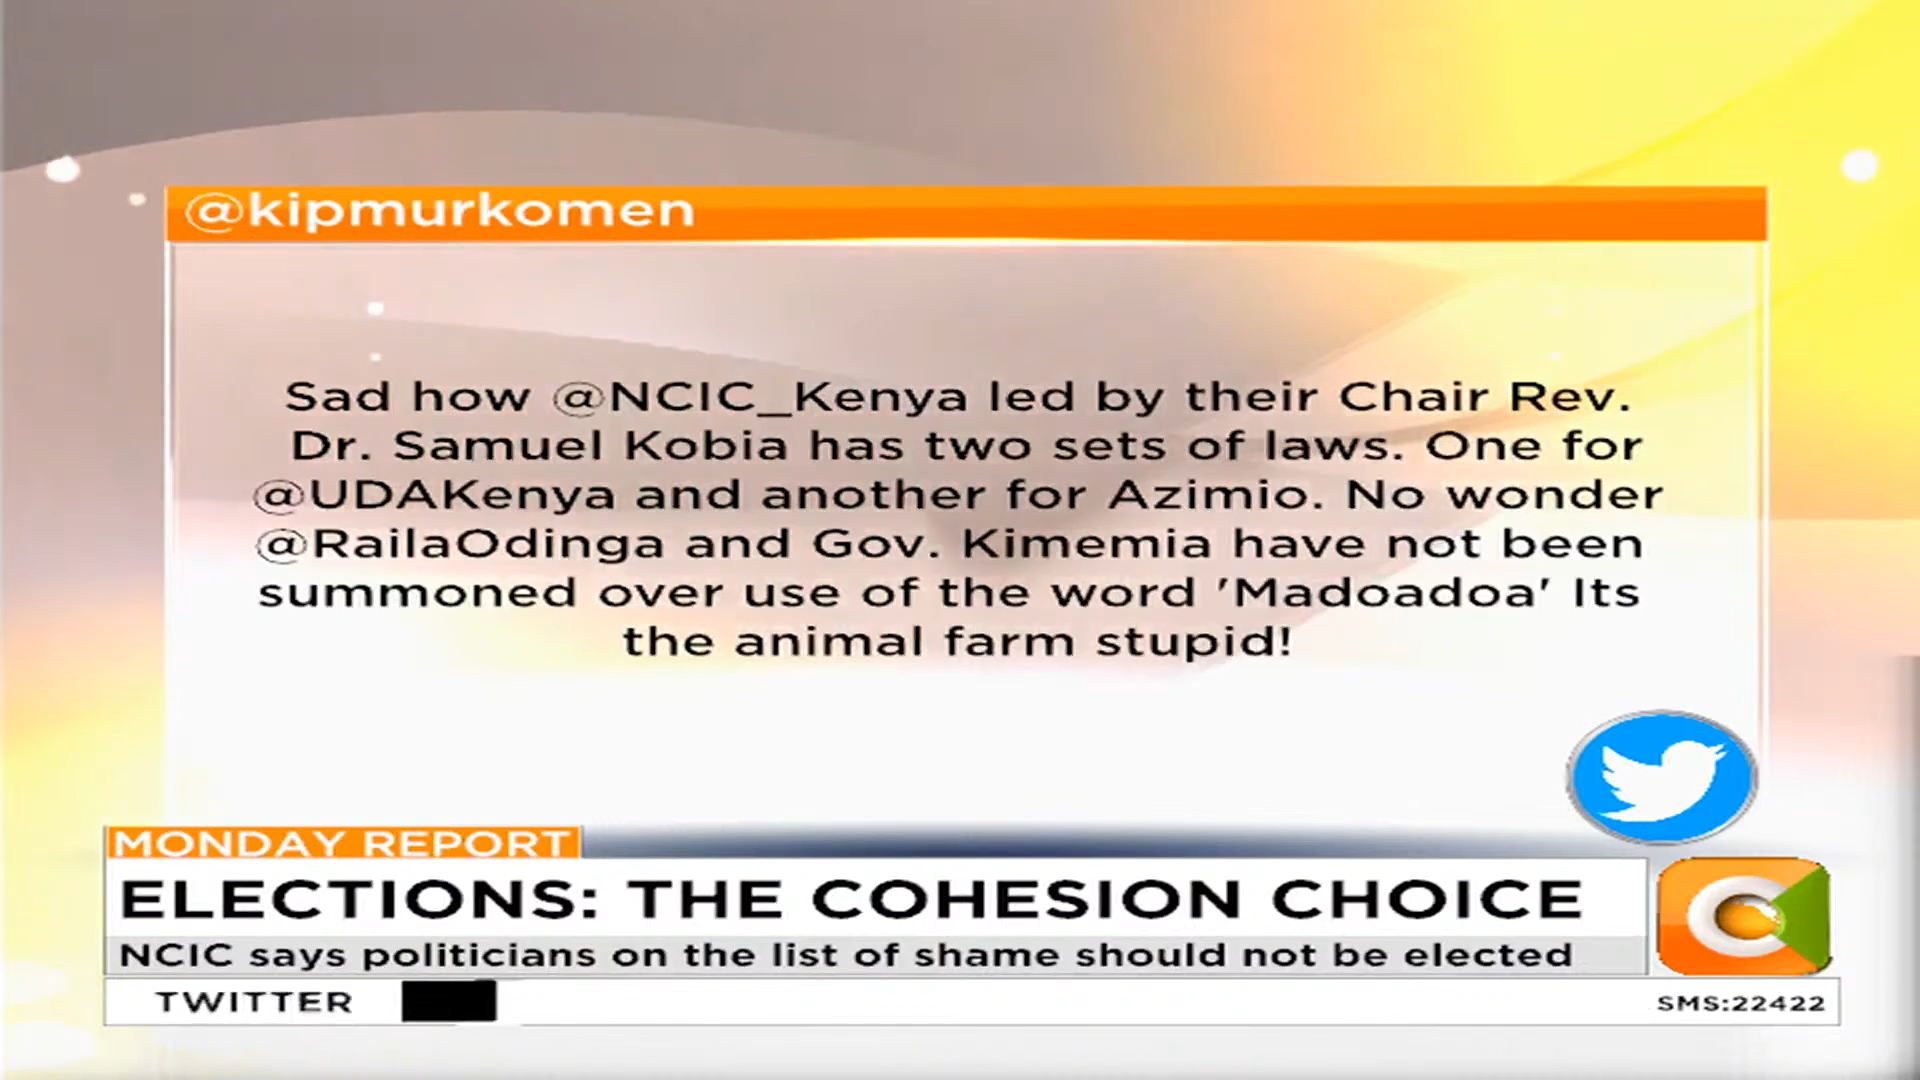 @kipmurkomen
Sad how @NCIC_Kenya led by their Chair Rev.
Dr. Samuel Kobia has two sets of laws. One for
@UDAKenya and another for Azimio. No wonder
@RailaOdinga and Gov. Kimemia have not been
summoned over use of the word 'Madoadoa' Its
the animal farm stupid!
MONDAY REPORT
ELECTIONS: THE COHESION CHOICE
NCIC says politicians on the list of shame should not be elected
TWITTER
SMS:22422